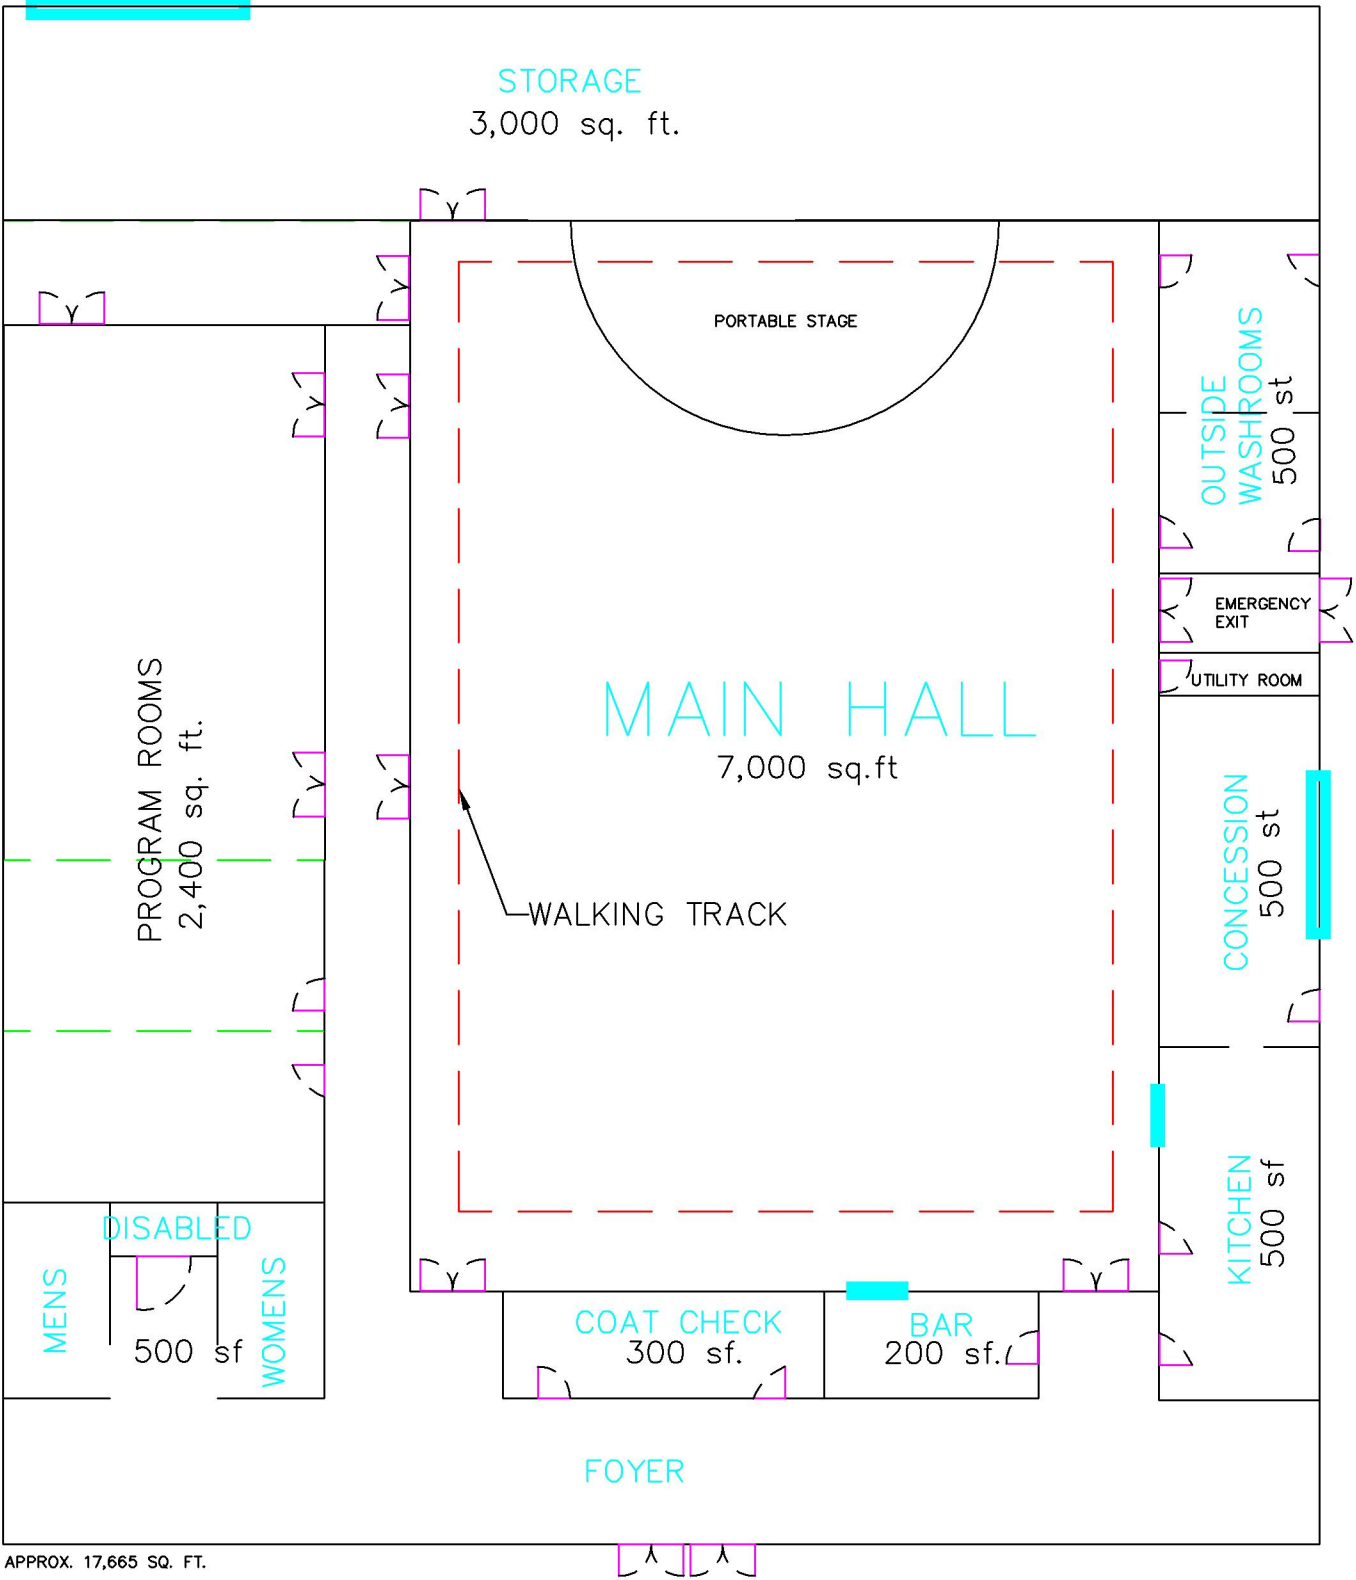 STORAGE
3,000 sq. ft.
PORTABLE STAGE
OUTSIDE
WASHROOMS
500 st
EMERGENCY
EXIT
UTILITY ROOM
MAIN HALL
7,000 sq.ft
PROGRAM ROOMS
2,400 sq. ft.
WALKING TRACK
CONCESSION
500 st
KITCHEN
500 sf
DISABLED
MENS
WOMENS
500 sf
COAT CHECK
300 sf.
BAR
200 sf.
FOYER
APPROX. 17,665 SQ. FT.